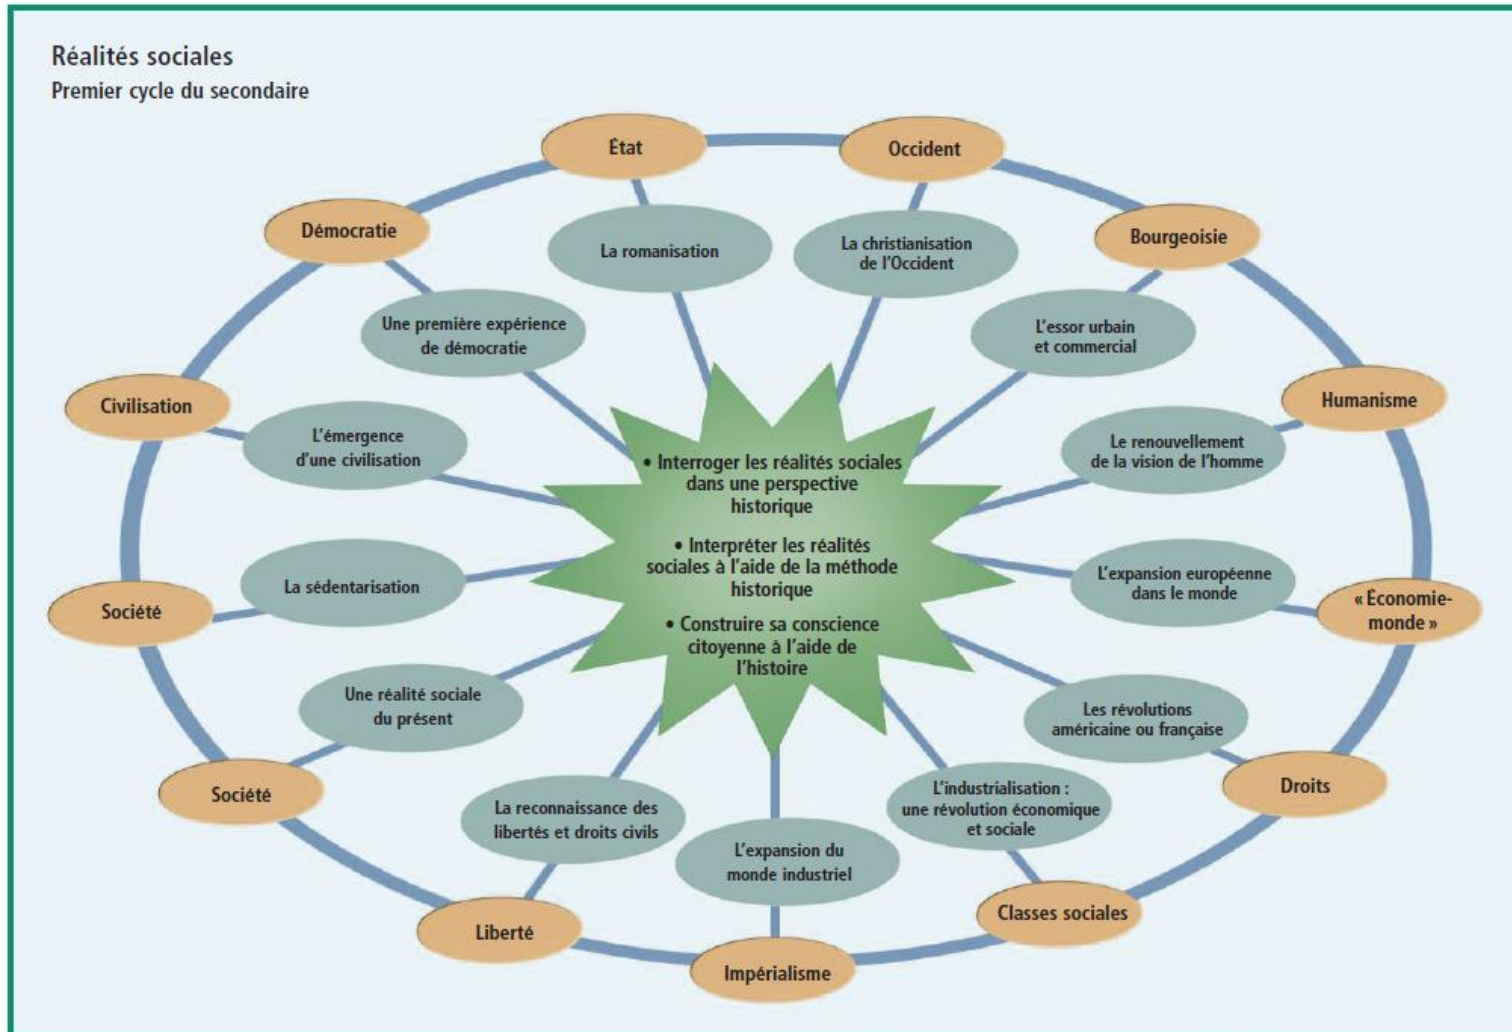 Réalités sociales
Premier cycle du secondaire
État
Occident
Démocratie
La romanisation
La christianisation
de l'Occident
Bourgeoisie
Une première expérience
de démocratie
L'essor urbain
et commercial
Civilisation
Humanisme
L'émergence
d'une civilisation
Le renouvellement
de la vision de l'homme
• Interroger les réalités sociales
dans une perspective
historique
• Interpréter les réalités
sociales à l'aide de la méthode
historique
• Construire sa conscience
citoyenne à l'aide de
l'histoire
La sédentarisation
L'expansion européenne
dans le monde
Société
« Économie-
monde »
Une réalité sociale
du présent
Les révolutions
américaine ou française
Société
Droits
La reconnaissance des
libertés et droits civils
L'expansion du
monde industriel
L'industrialisation :
une révolution économique
et sociale
Liberté
Impérialisme
Classes sociales